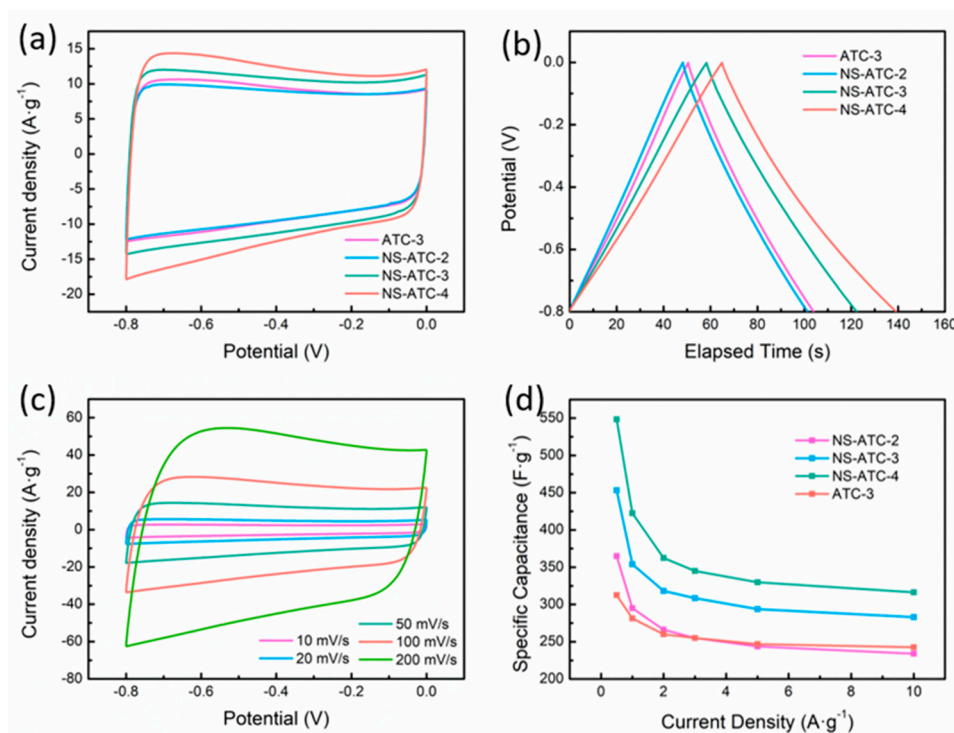 (a)
Current density (A·g⁻¹)
15
10
5
0
-5
-10
-15
-20
-0.8
-0.6
-0.4
-0.2
0.0
Potential (V)
ATC-3
NS-ATC-2
NS-ATC-3
NS-ATC-4
(b)
Potential (V)
0.0
-0.2
-0.4
-0.6
-0.8
0
20
40
60
80
100
120
140
160
Elapsed Time (s)
ATC-3
NS-ATC-2
NS-ATC-3
NS-ATC-4
(c)
Current density (A·g⁻¹)
60
40
20
0
-20
-40
-60
-80
-0.8
-0.6
-0.4
-0.2
0.0
Potential (V)
50 mV/s
10 mV/s
100 mV/s
20 mV/s
200 mV/s
(d)
Specific Capacitance (F·g⁻¹)
550
500
450
400
350
300
250
200
0
2
4
6
8
10
Current Density (A·g⁻¹)
NS-ATC-2
NS-ATC-3
NS-ATC-4
ATC-3